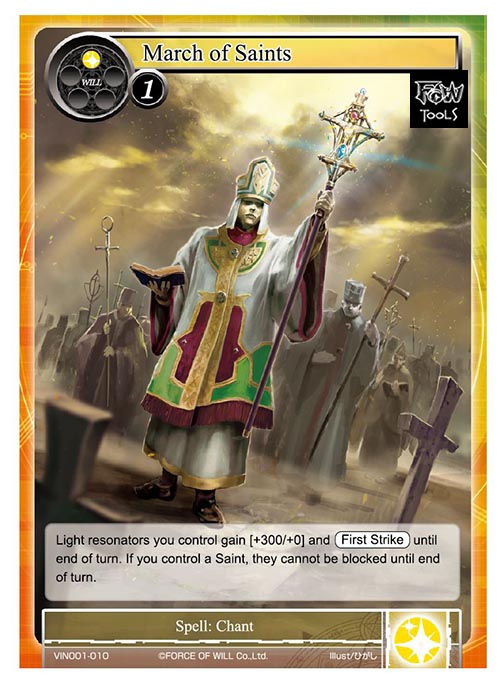 March of Saints
WILL
1
FOW
TOOLS
Light resonators you control gain [+300/+0] and First Strike until
end of turn. If you control a Saint, they cannot be blocked until end
of turn.
Spell: Chant
VIN001-010 ©FORCE OF WILL Co.,Ltd. Illust/ひがし